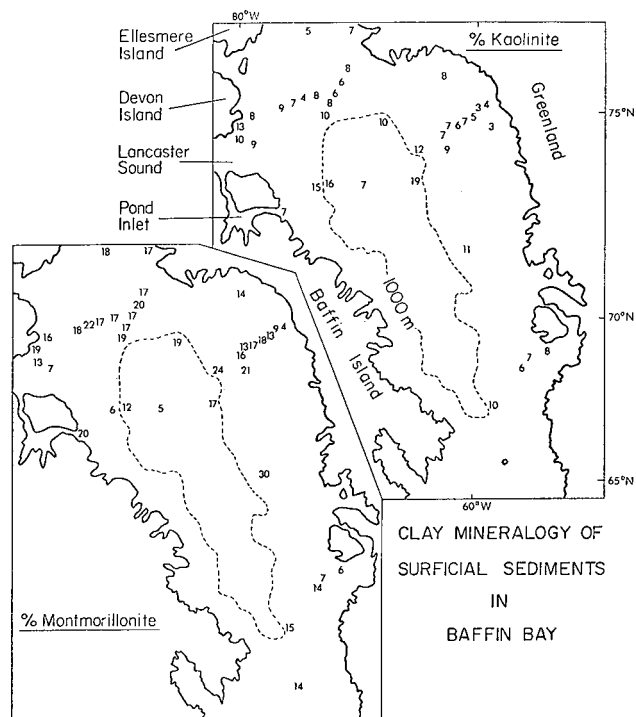 80°W
Ellesmere
Island
5 7
% Kaolinite
Devon
Island
8 6 8
9 7 4 8 6 8
10
8
13
10
9
10
8
3 4
5
7 6 7
7
3
9
12
75°N
Greenland
Lancaster
Sound
15 16 7 19
Pond
Inlet
7
11
1000 m
Baffin
Island
70°N
8
7
6
10
65°N
60°W
18 17
17
20
17
17
17
18 22 17
19
16
19
13
7
14
19
9 4
13
18
13 17
16
24 21
6 12 5 17
20
30
6
7
14
15
14
% Montmorillonite
CLAY MINERALOGY OF
SURFICIAL SEDIMENTS
IN
BAFFIN BAY